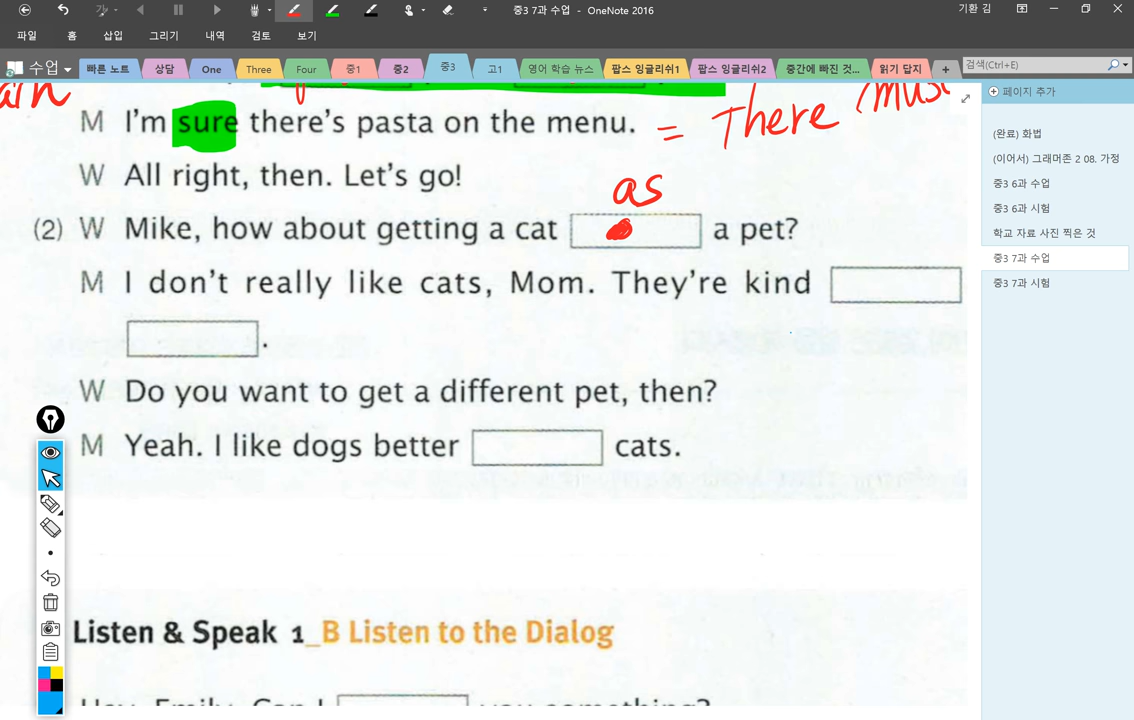 중3 7과 수업 - OneNote 2016
기환 김
파일 홈 삽입 그리기 내역 검토 보기
수업 빠른 노트 상담 One Three Four 중1 중2 중3 고1 영어 학습 뉴스 팝스 잉글리쉬1 팝스 잉글리쉬2 중간에 빠진 것... 읽기 답지 + 검색(Ctrl+E)
페이지 추가
(완료) 화법
(이어서) 그래머존 2 08. 가정
중3 6과 수업
중3 6과 시험
학교 자료 사진 찍은 것
중3 7과 수업
중3 7과 시험
M I'm sure there's pasta on the menu. = There (must
W All right, then. Let's go!
as
(2) W Mike, how about getting a cat a pet?
M I don't really like cats, Mom. They're kind
.
W Do you want to get a different pet, then?
M Yeah. I like dogs better cats.
Listen & Speak 1_B Listen to the Dialog
Hey, Emily. Can I you something?